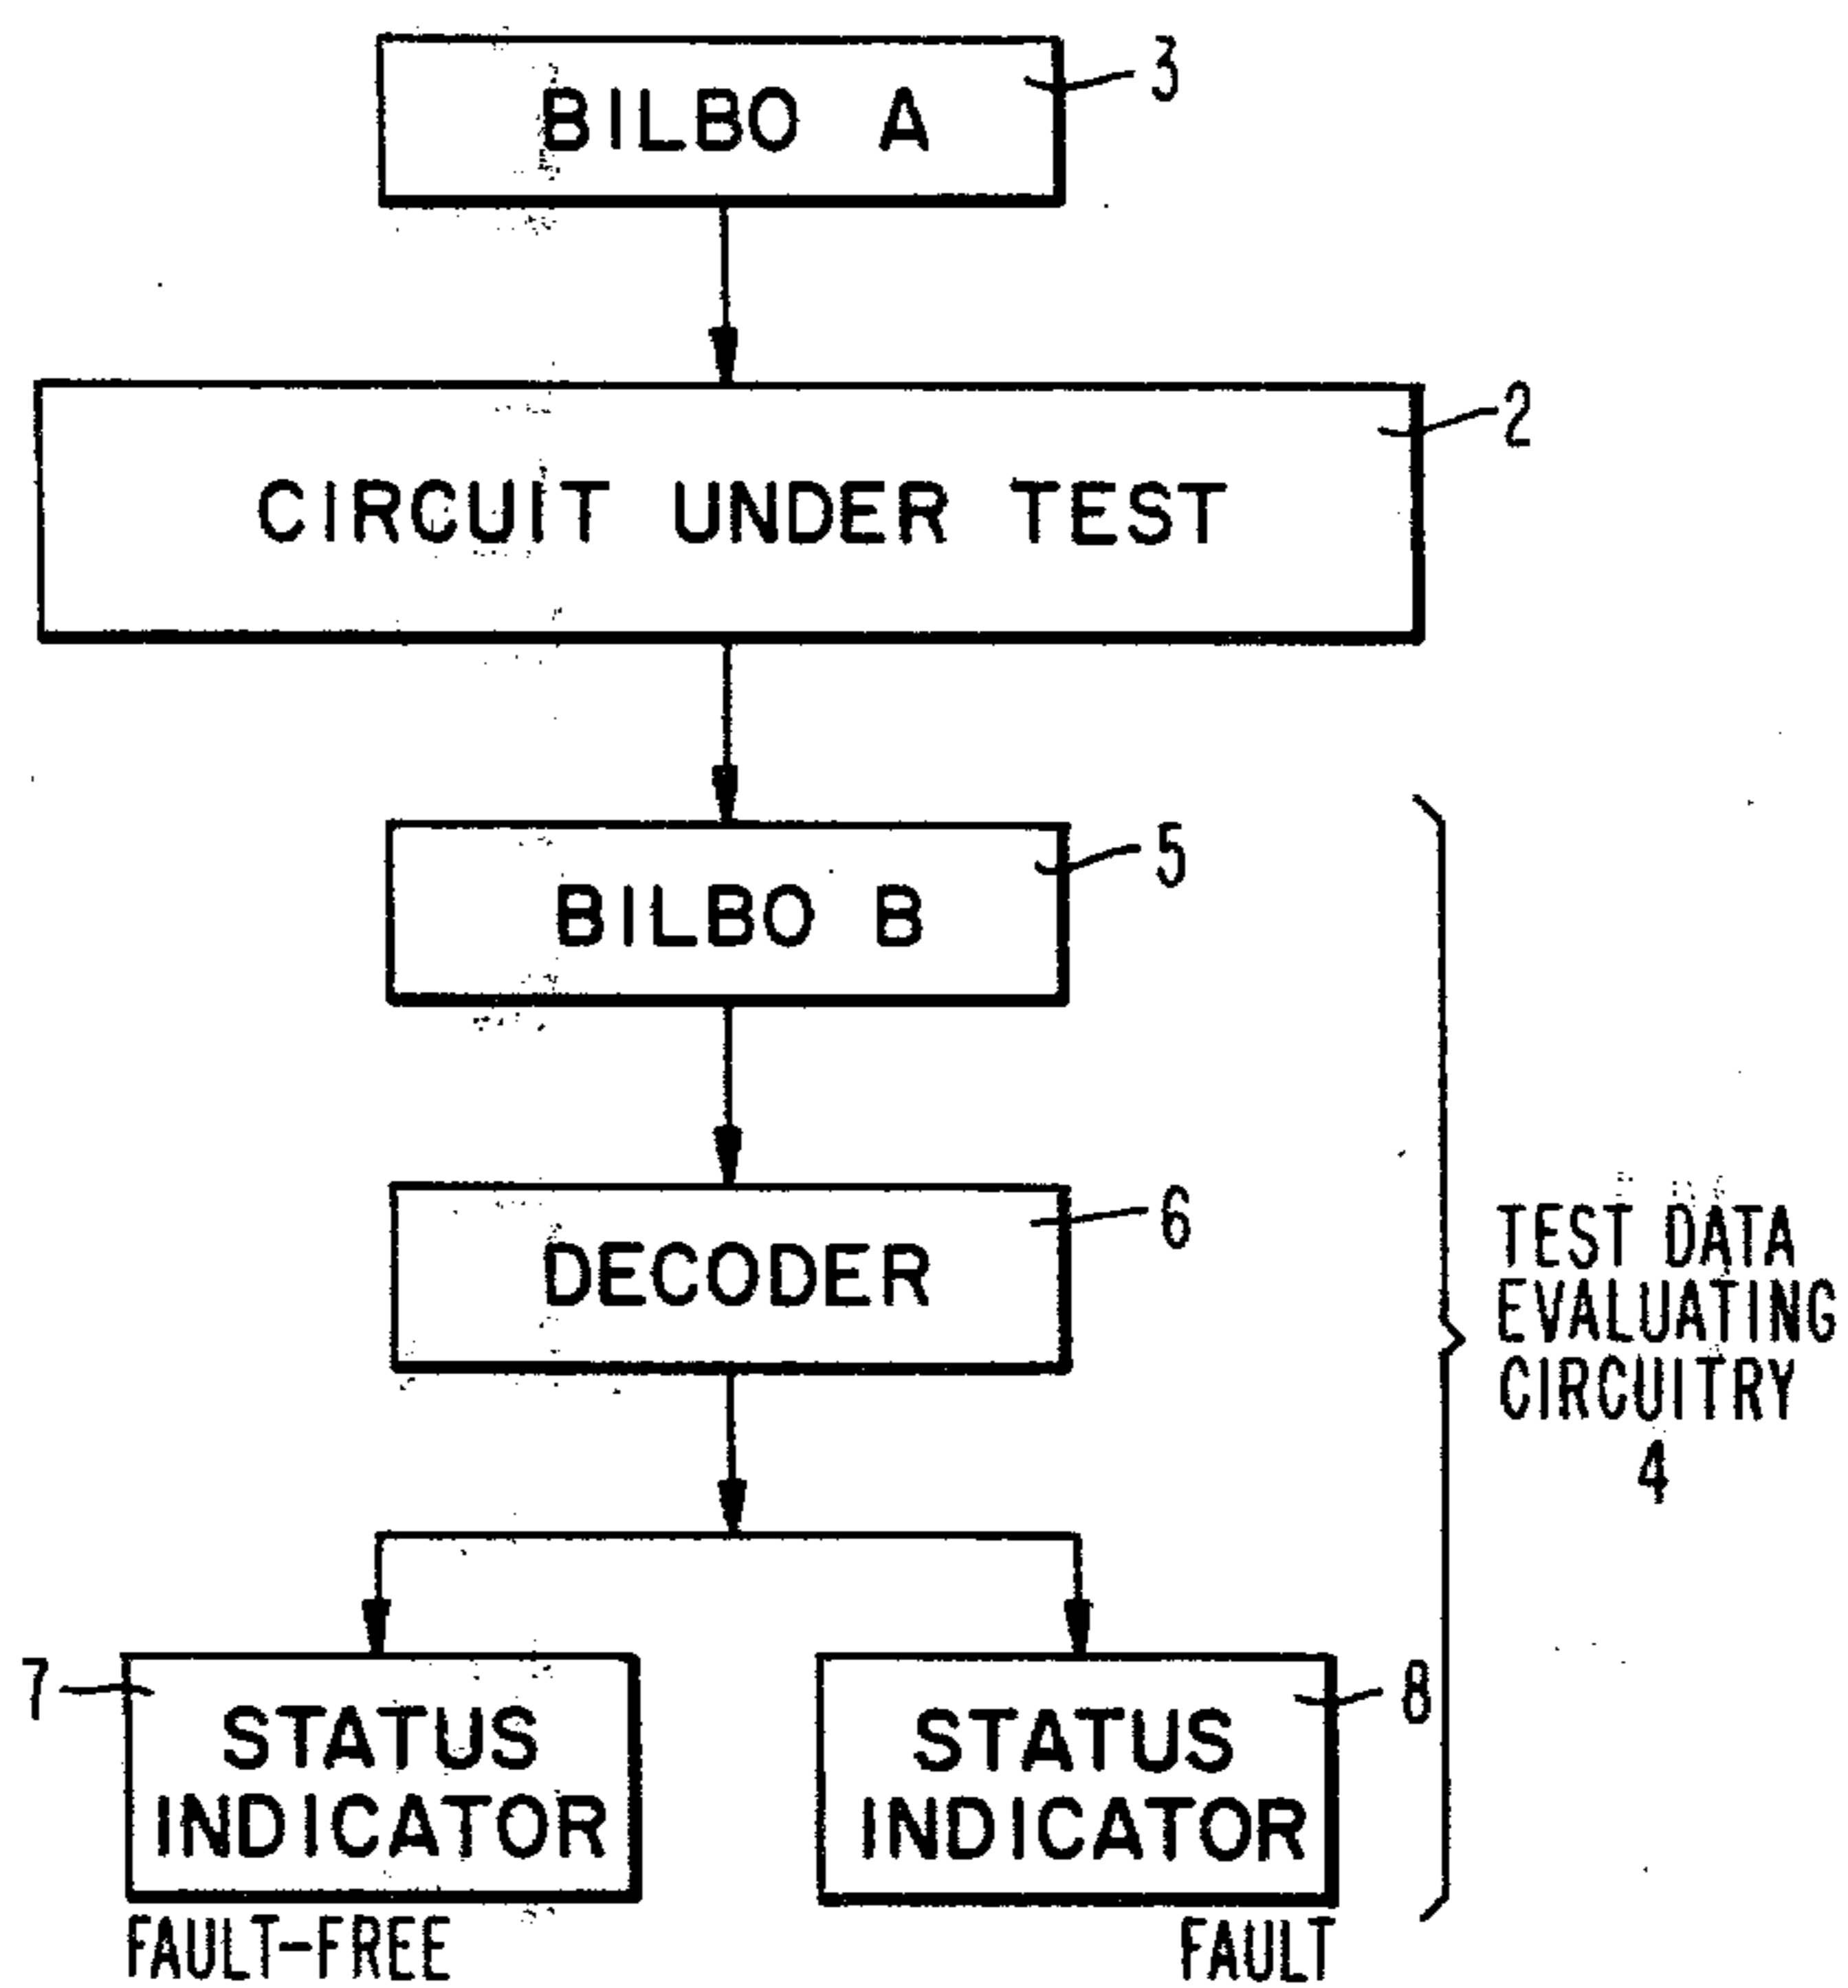 BILBO A
3
CIRCUIT UNDER TEST
2
BILBO B
5
DECODER
6
TEST DATA
EVALUATING
CIRCUITRY
4
7
STATUS
INDICATOR
FAULT-FREE
STATUS
INDICATOR
8
FAULT